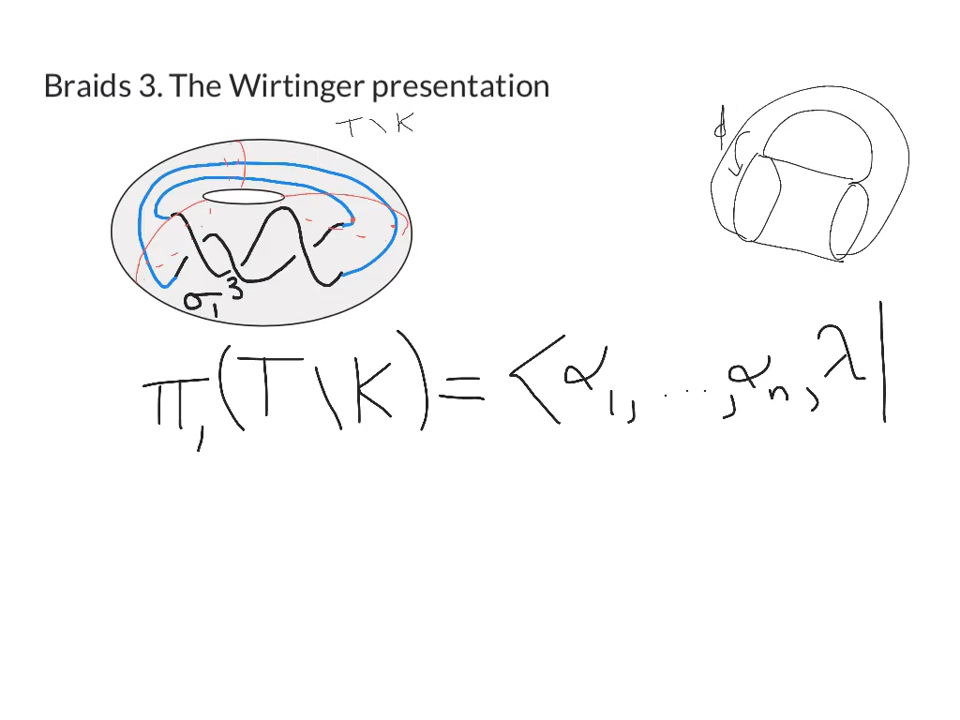 Braids 3. The Wirtinger presentation
T \ K
ϕ
σ₁³
π₁(T\K) = <α₁, ..., αₙ, λ|